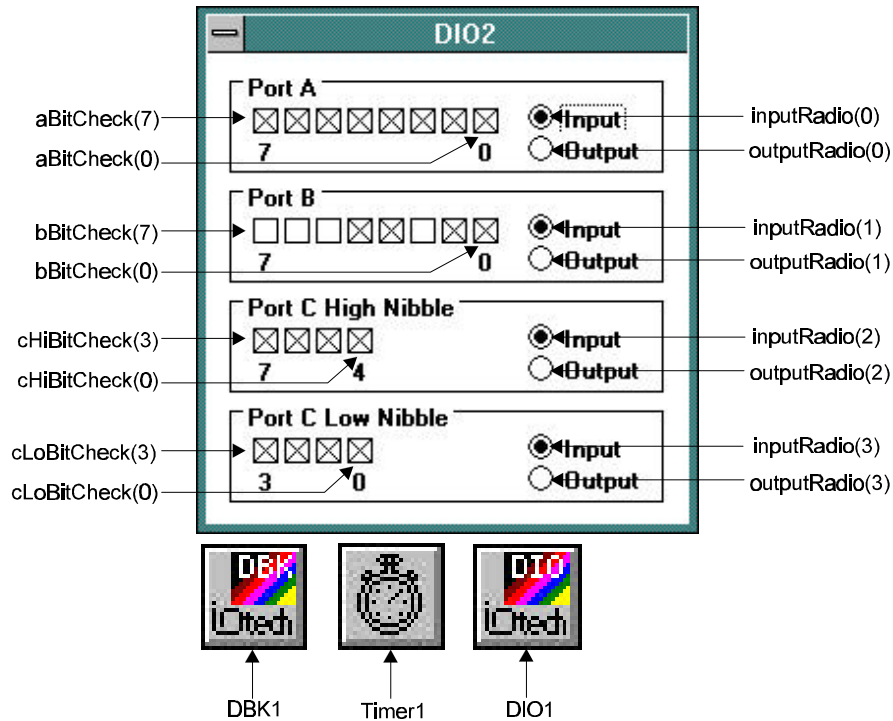 DIO2
Port A
aBitCheck(7)
Input
inputRadio(0)
aBitCheck(0)
7 0
Output
outputRadio(0)
Port B
bBitCheck(7)
Input
inputRadio(1)
bBitCheck(0)
7 0
Output
outputRadio(1)
Port C High Nibble
cHiBitCheck(3)
Input
inputRadio(2)
cHiBitCheck(0)
7 4
Output
outputRadio(2)
Port C Low Nibble
cLoBitCheck(3)
Input
inputRadio(3)
cLoBitCheck(0)
3 0
Output
outputRadio(3)
DBK
iOtech
DIO
iOtech
DBK1
Timer1
DIO1